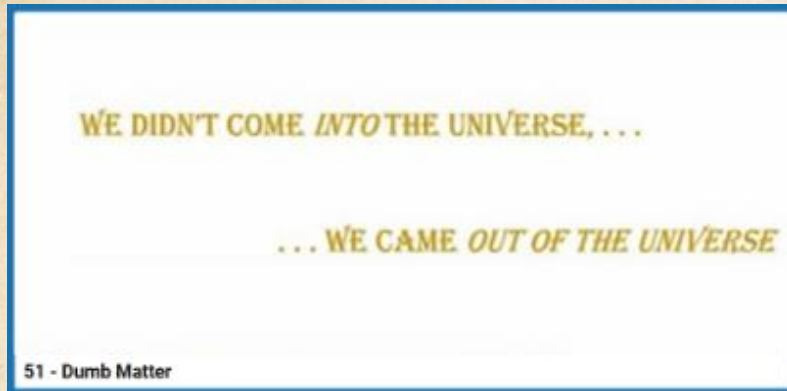 WE DIDN'T COME INTO THE UNIVERSE, . . .
. . . WE CAME OUT OF THE UNIVERSE
51 - Dumb Matter